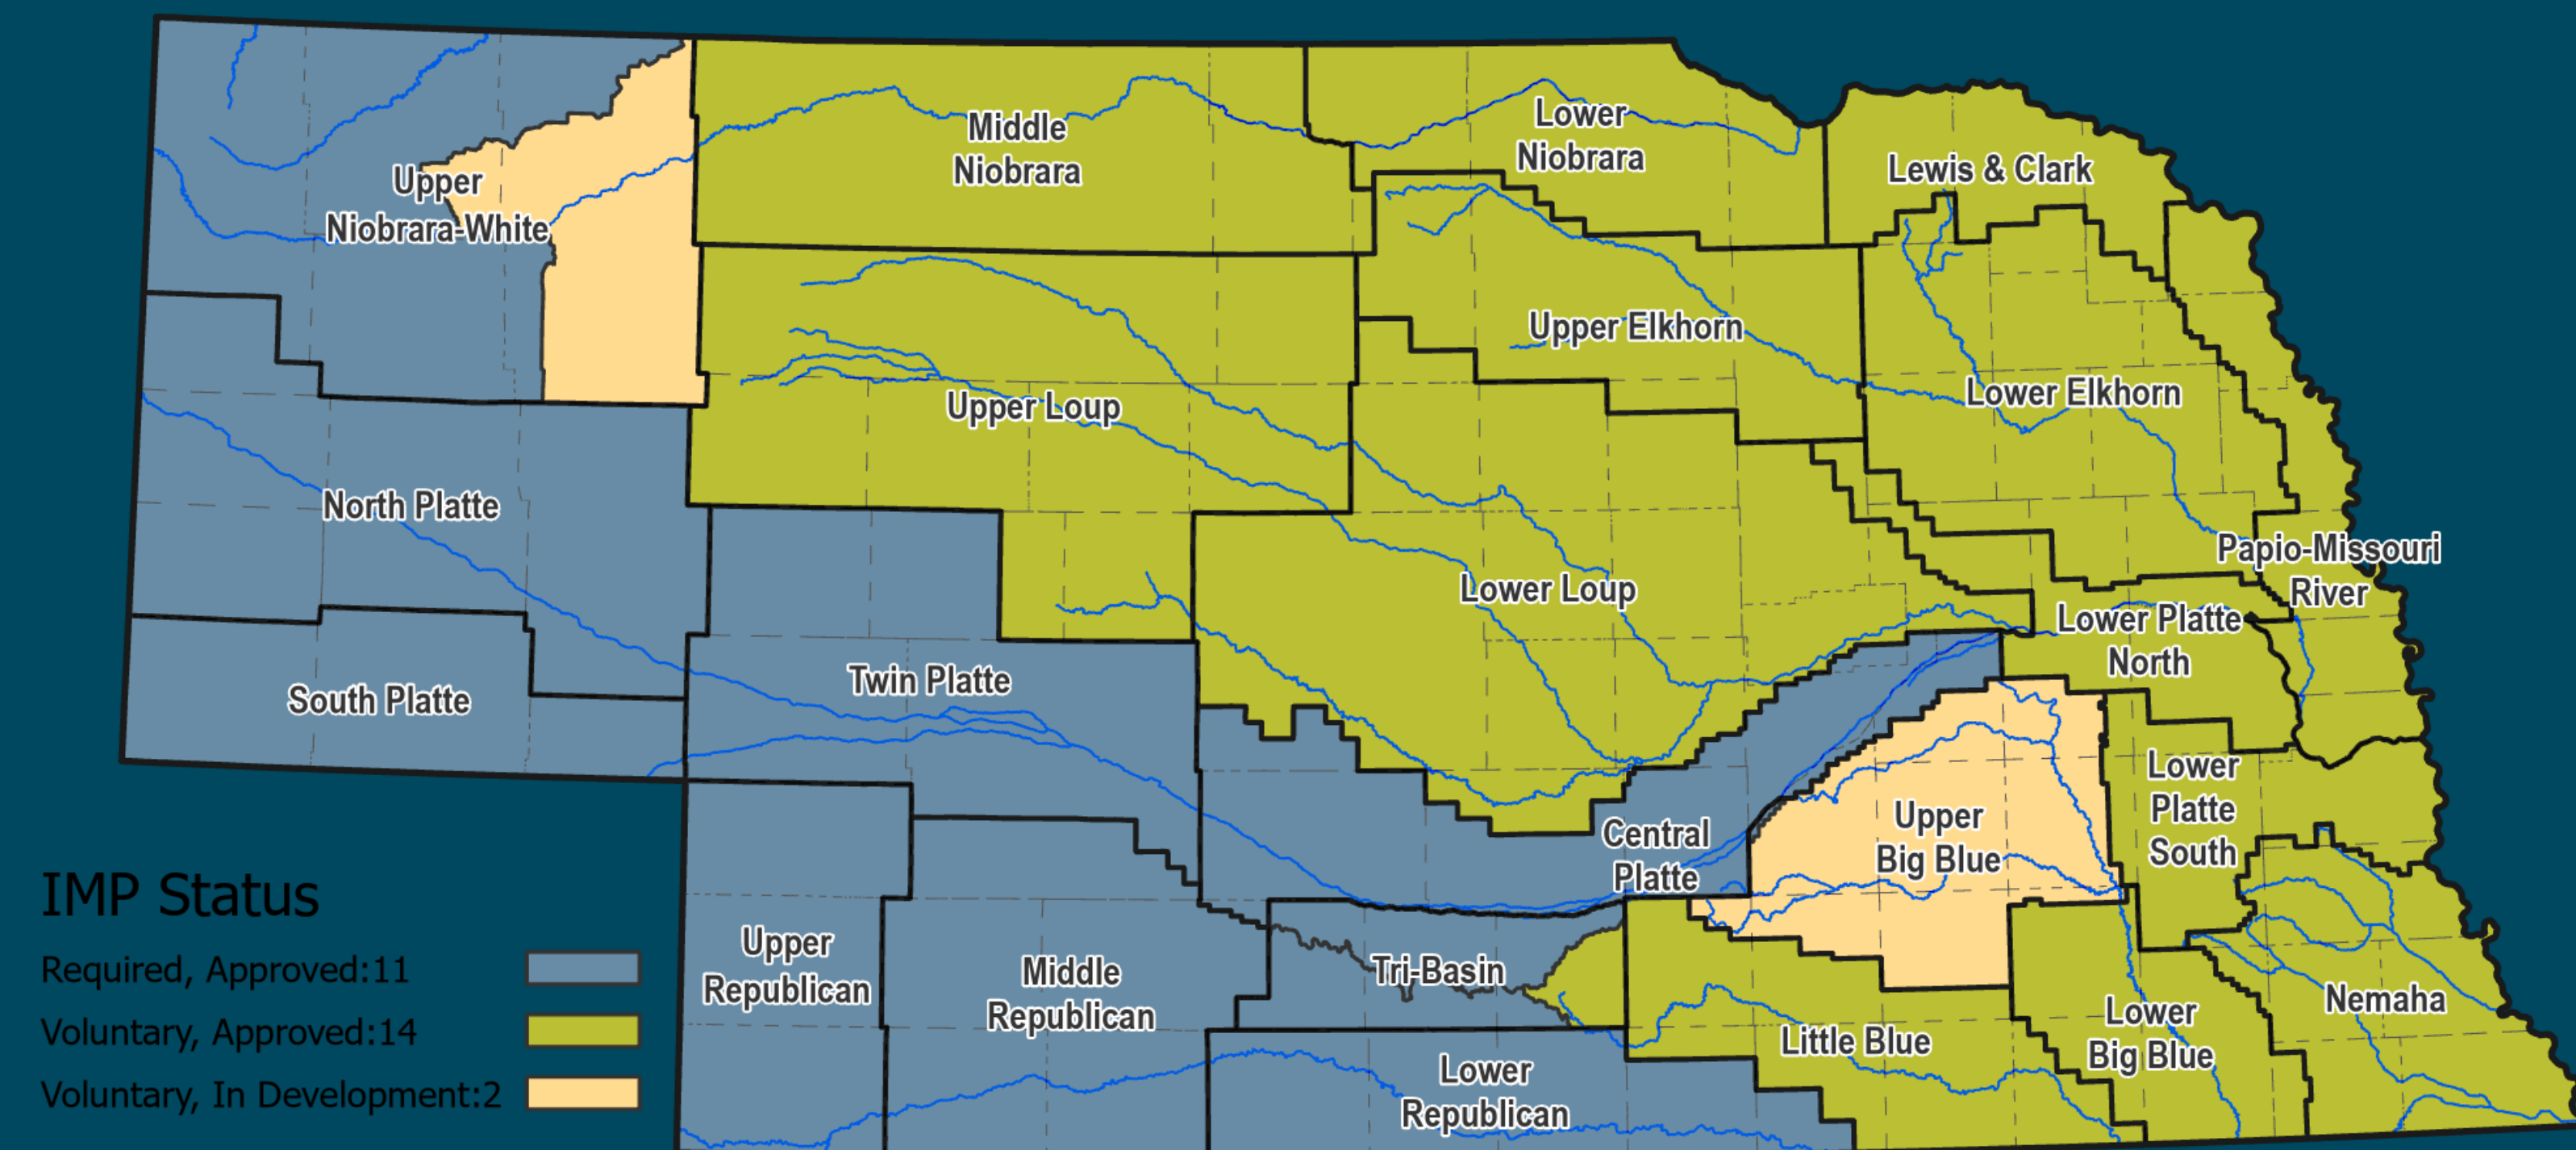 Middle
Niobrara
Lower
Niobrara
Lewis & Clark
Upper
Niobrara-White
Upper Elkhorn
Lower Elkhorn
Upper Loup
North Platte
Papio-Missouri
River
Lower Loup
Lower Platte
North
South Platte
Twin Platte
Lower
Platte
South
Central
Platte
Upper
Big Blue
Upper
Republican
Middle
Republican
Tri-Basin
Little Blue
Lower
Big Blue
Nemaha
Lower
Republican
IMP Status
Required, Approved:11
Voluntary, Approved:14
Voluntary, In Development:2